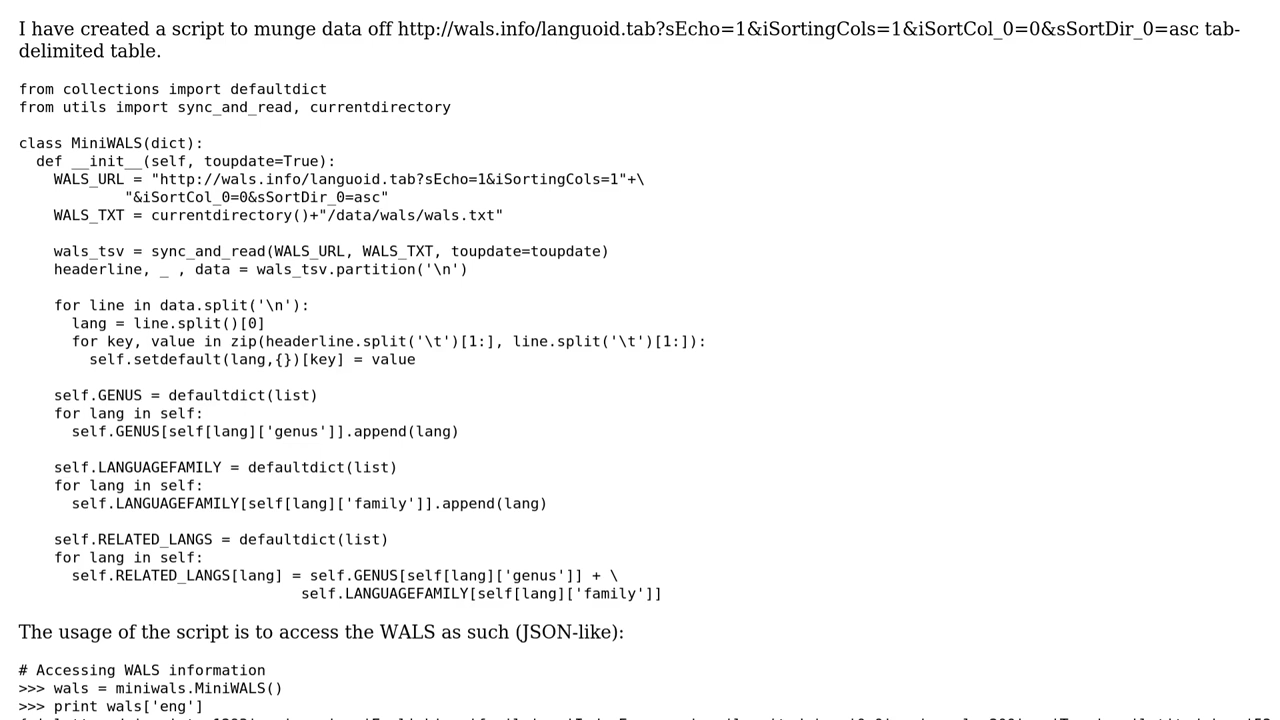 I have created a script to munge data off http://wals.info/languoid.tab?sEcho=1&iSortingCols=1&iSortCol_0=0&sSortDir_0=asc tab-
delimited table.
from collections import defaultdict
from utils import sync_and_read, currentdirectory
class MiniWALS(dict):
  def __init__(self, toupdate=True):
    WALS_URL = "http://wals.info/languoid.tab?sEcho=1&iSortingCols=1"+\
            "&iSortCol_0=0&sSortDir_0=asc"
    WALS_TXT = currentdirectory()+"/data/wals/wals.txt"
    wals_tsv = sync_and_read(WALS_URL, WALS_TXT, toupdate=toupdate)
    headerline, _ , data = wals_tsv.partition('\n')
    for line in data.split('\n'):
      lang = line.split()[0]
      for key, value in zip(headerline.split('\t')[1:], line.split('\t')[1:]):
        self.setdefault(lang,{})[key] = value
    self.GENUS = defaultdict(list)
    for lang in self:
      self.GENUS[self[lang]['genus']].append(lang)
    self.LANGUAGEFAMILY = defaultdict(list)
    for lang in self:
      self.LANGUAGEFAMILY[self[lang]['family']].append(lang)
    self.RELATED_LANGS = defaultdict(list)
    for lang in self:
      self.RELATED_LANGS[lang] = self.GENUS[self[lang]['genus']] + \
                                self.LANGUAGEFAMILY[self[lang]['family']]
The usage of the script is to access the WALS as such (JSON-like):
# Accessing WALS information
>>> wals = miniwals.MiniWALS()
>>> print wals['eng']